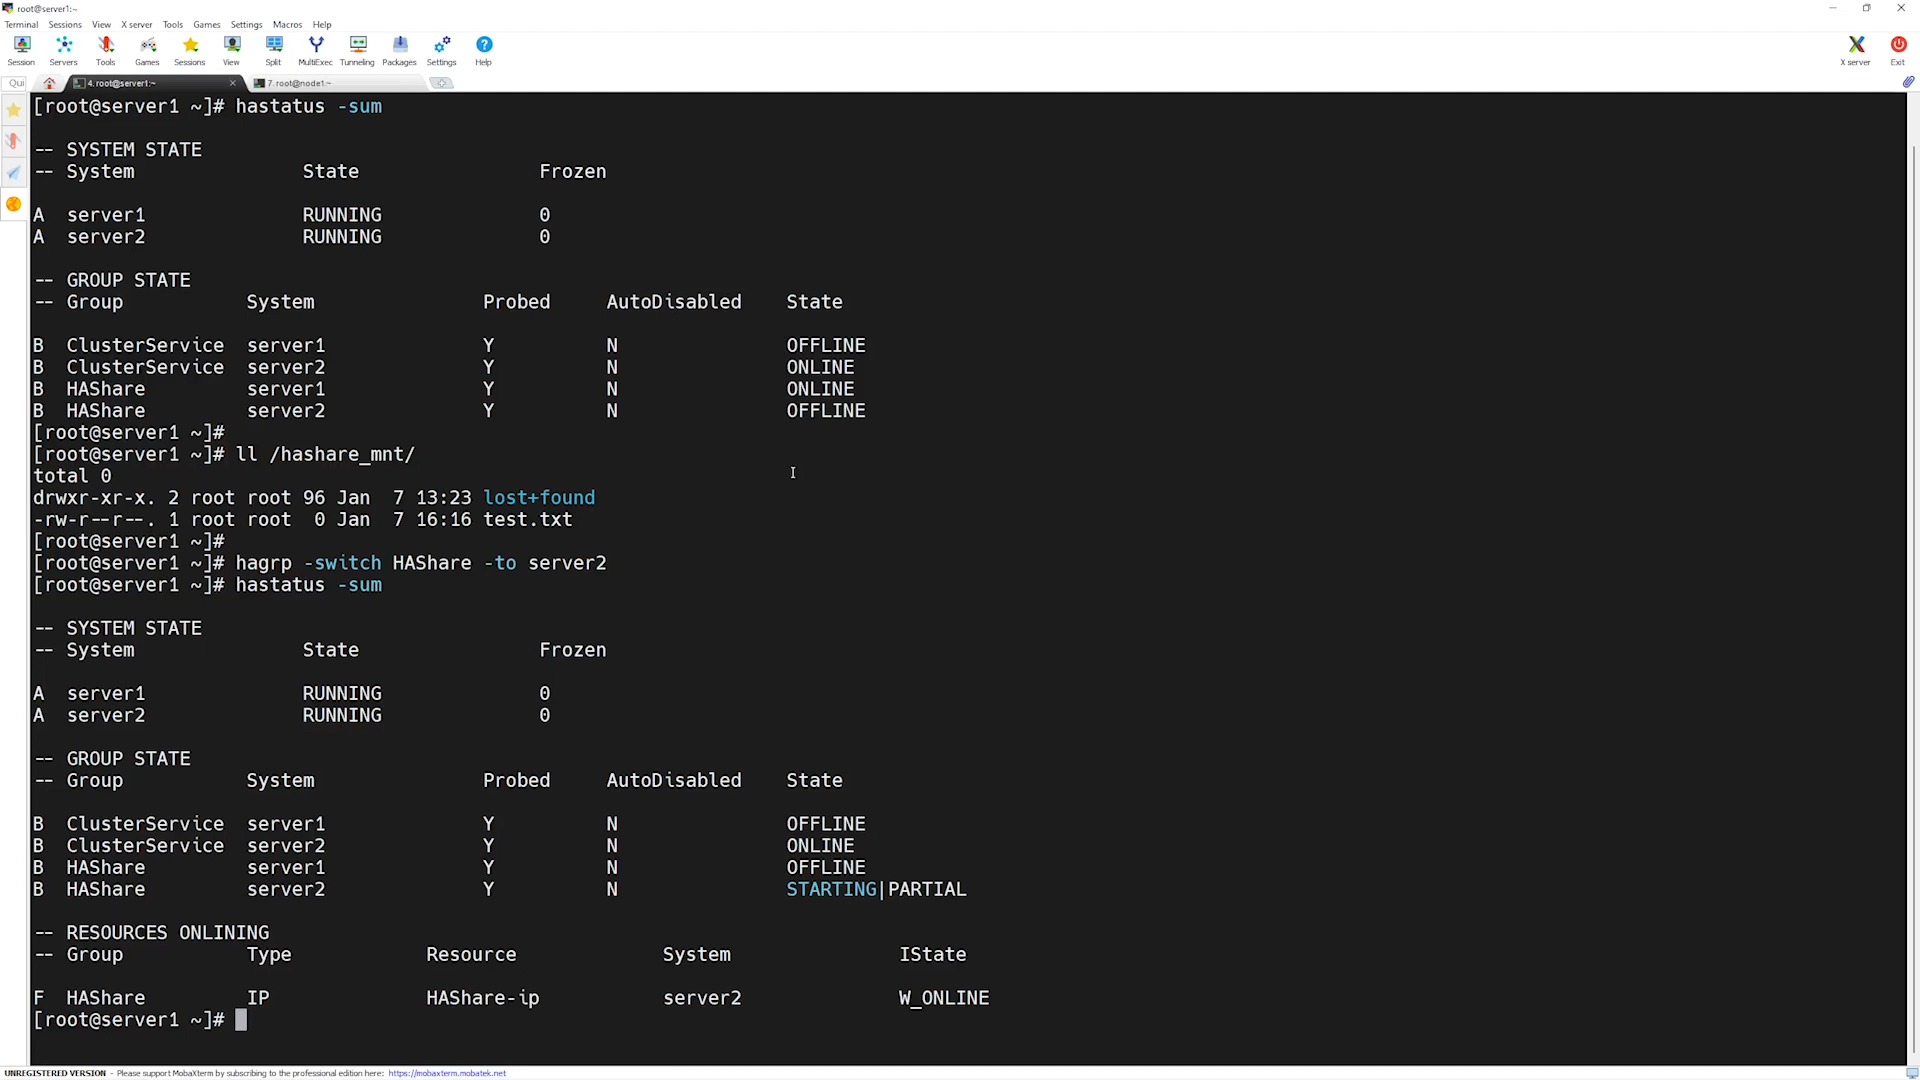 root@server1:~
Terminal Sessions View X server Tools Games Settings Macros Help
Session Servers Tools Games Sessions View Split MultiExec Tunneling Packages Settings Help X server Exit
Qui 4. root@server1:~ 7. root@node1:~
[root@server1 ~]# hastatus -sum
-- SYSTEM STATE
-- System State Frozen
A server1 RUNNING 0
A server2 RUNNING 0
-- GROUP STATE
-- Group System Probed AutoDisabled State
B ClusterService server1 Y N OFFLINE
B ClusterService server2 Y N ONLINE
B HAShare server1 Y N ONLINE
B HAShare server2 Y N OFFLINE
[root@server1 ~]#
[root@server1 ~]# ll /hashare_mnt/
total 0
drwxr-xr-x. 2 root root 96 Jan 7 13:23 lost+found
-rw-r--r--. 1 root root 0 Jan 7 16:16 test.txt
[root@server1 ~]#
[root@server1 ~]# hagrp -switch HAShare -to server2
[root@server1 ~]# hastatus -sum
-- SYSTEM STATE
-- System State Frozen
A server1 RUNNING 0
A server2 RUNNING 0
-- GROUP STATE
-- Group System Probed AutoDisabled State
B ClusterService server1 Y N OFFLINE
B ClusterService server2 Y N ONLINE
B HAShare server1 Y N OFFLINE
B HAShare server2 Y N STARTING|PARTIAL
-- RESOURCES ONLINING
-- Group Type Resource System IState
F HAShare IP HAShare-ip server2 W_ONLINE
[root@server1 ~]#
UNREGISTERED VERSION - Please support MobaXterm by subscribing to the professional edition here: https://mobaxterm.mobatek.net